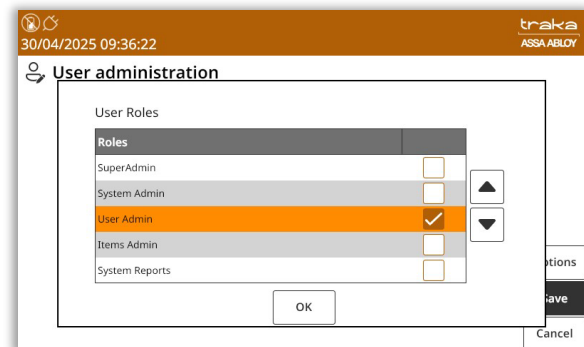 traka
30/04/2025 09:36:22
ASSA ABLOY
User administration
User Roles
Roles
SuperAdmin
System Admin
User Admin
Items Admin
System Reports
OK
ptions
Save
Cancel